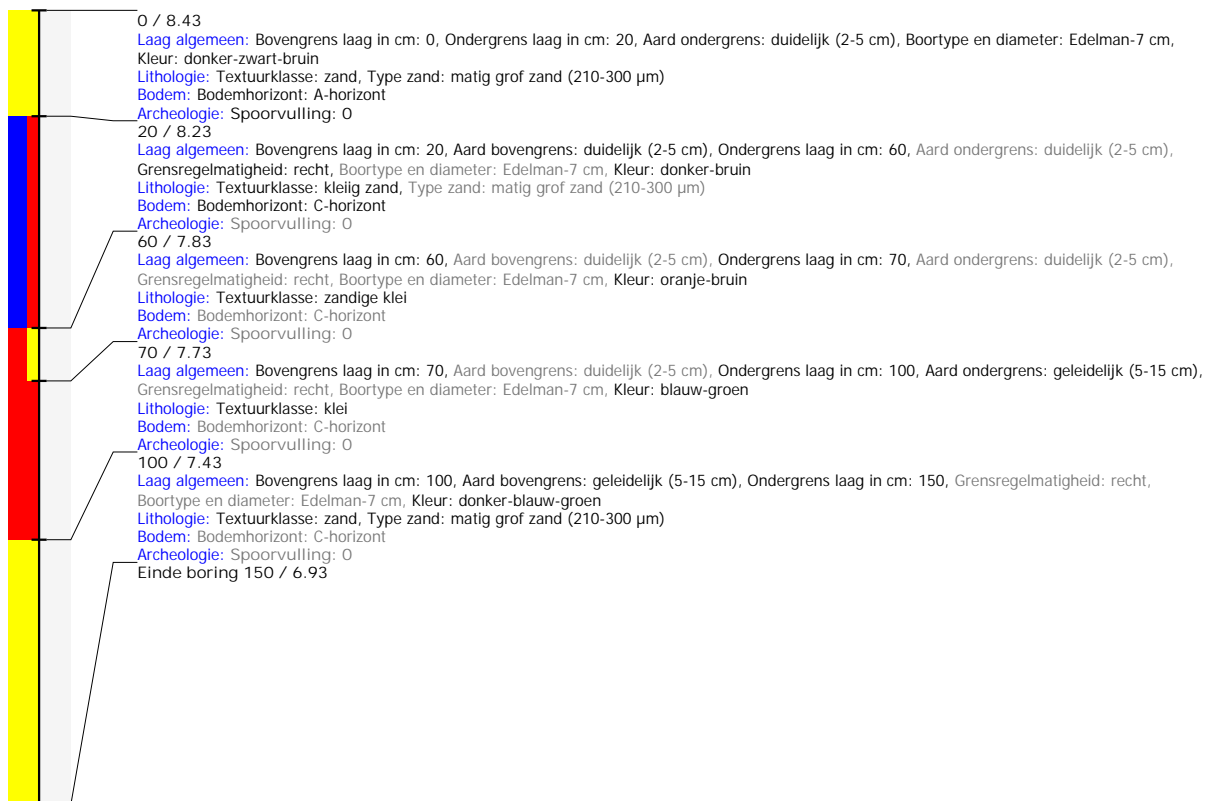 0 / 8.43
Laag algemeen: Bovengrens laag in cm: 0, Ondergrens laag in cm: 20, Aard ondergrens: duidelijk (2-5 cm), Boortype en diameter: Edelman-7 cm,
Kleur: donker-zwart-bruin
Lithologie: Textuurklasse: zand, Type zand: matig grof zand (210-300 µm)
Bodem: Bodemhorizont: A-horizont
Archeologie: Spoorvulling: 0
20 / 8.23
Laag algemeen: Bovengrens laag in cm: 20, Aard bovengrens: duidelijk (2-5 cm), Ondergrens laag in cm: 60, Aard ondergrens: duidelijk (2-5 cm),
Grensregelmatigheid: recht, Boortype en diameter: Edelman-7 cm, Kleur: donker-bruin
Lithologie: Textuurklasse: kleiig zand, Type zand: matig grof zand (210-300 µm)
Bodem: Bodemhorizont: C-horizont
Archeologie: Spoorvulling: 0
60 / 7.83
Laag algemeen: Bovengrens laag in cm: 60, Aard bovengrens: duidelijk (2-5 cm), Ondergrens laag in cm: 70, Aard ondergrens: duidelijk (2-5 cm),
Grensregelmatigheid: recht, Boortype en diameter: Edelman-7 cm, Kleur: oranje-bruin
Lithologie: Textuurklasse: zandige klei
Bodem: Bodemhorizont: C-horizont
Archeologie: Spoorvulling: 0
70 / 7.73
Laag algemeen: Bovengrens laag in cm: 70, Aard bovengrens: duidelijk (2-5 cm), Ondergrens laag in cm: 100, Aard ondergrens: geleidelijk (5-15 cm),
Grensregelmatigheid: recht, Boortype en diameter: Edelman-7 cm, Kleur: blauw-groen
Lithologie: Textuurklasse: klei
Bodem: Bodemhorizont: C-horizont
Archeologie: Spoorvulling: 0
100 / 7.43
Laag algemeen: Bovengrens laag in cm: 100, Aard bovengrens: geleidelijk (5-15 cm), Ondergrens laag in cm: 150, Grensregelmatigheid: recht,
Boortype en diameter: Edelman-7 cm, Kleur: donker-blauw-groen
Lithologie: Textuurklasse: zand, Type zand: matig grof zand (210-300 µm)
Bodem: Bodemhorizont: C-horizont
Archeologie: Spoorvulling: 0
Einde boring 150 / 6.93